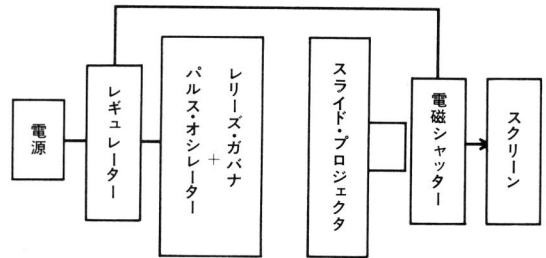 電源
レギュレーター
レリーズ・ガバナ
+
パルス・オシレーター
スライド・プロジェクタ
電磁シャッター
スクリーン